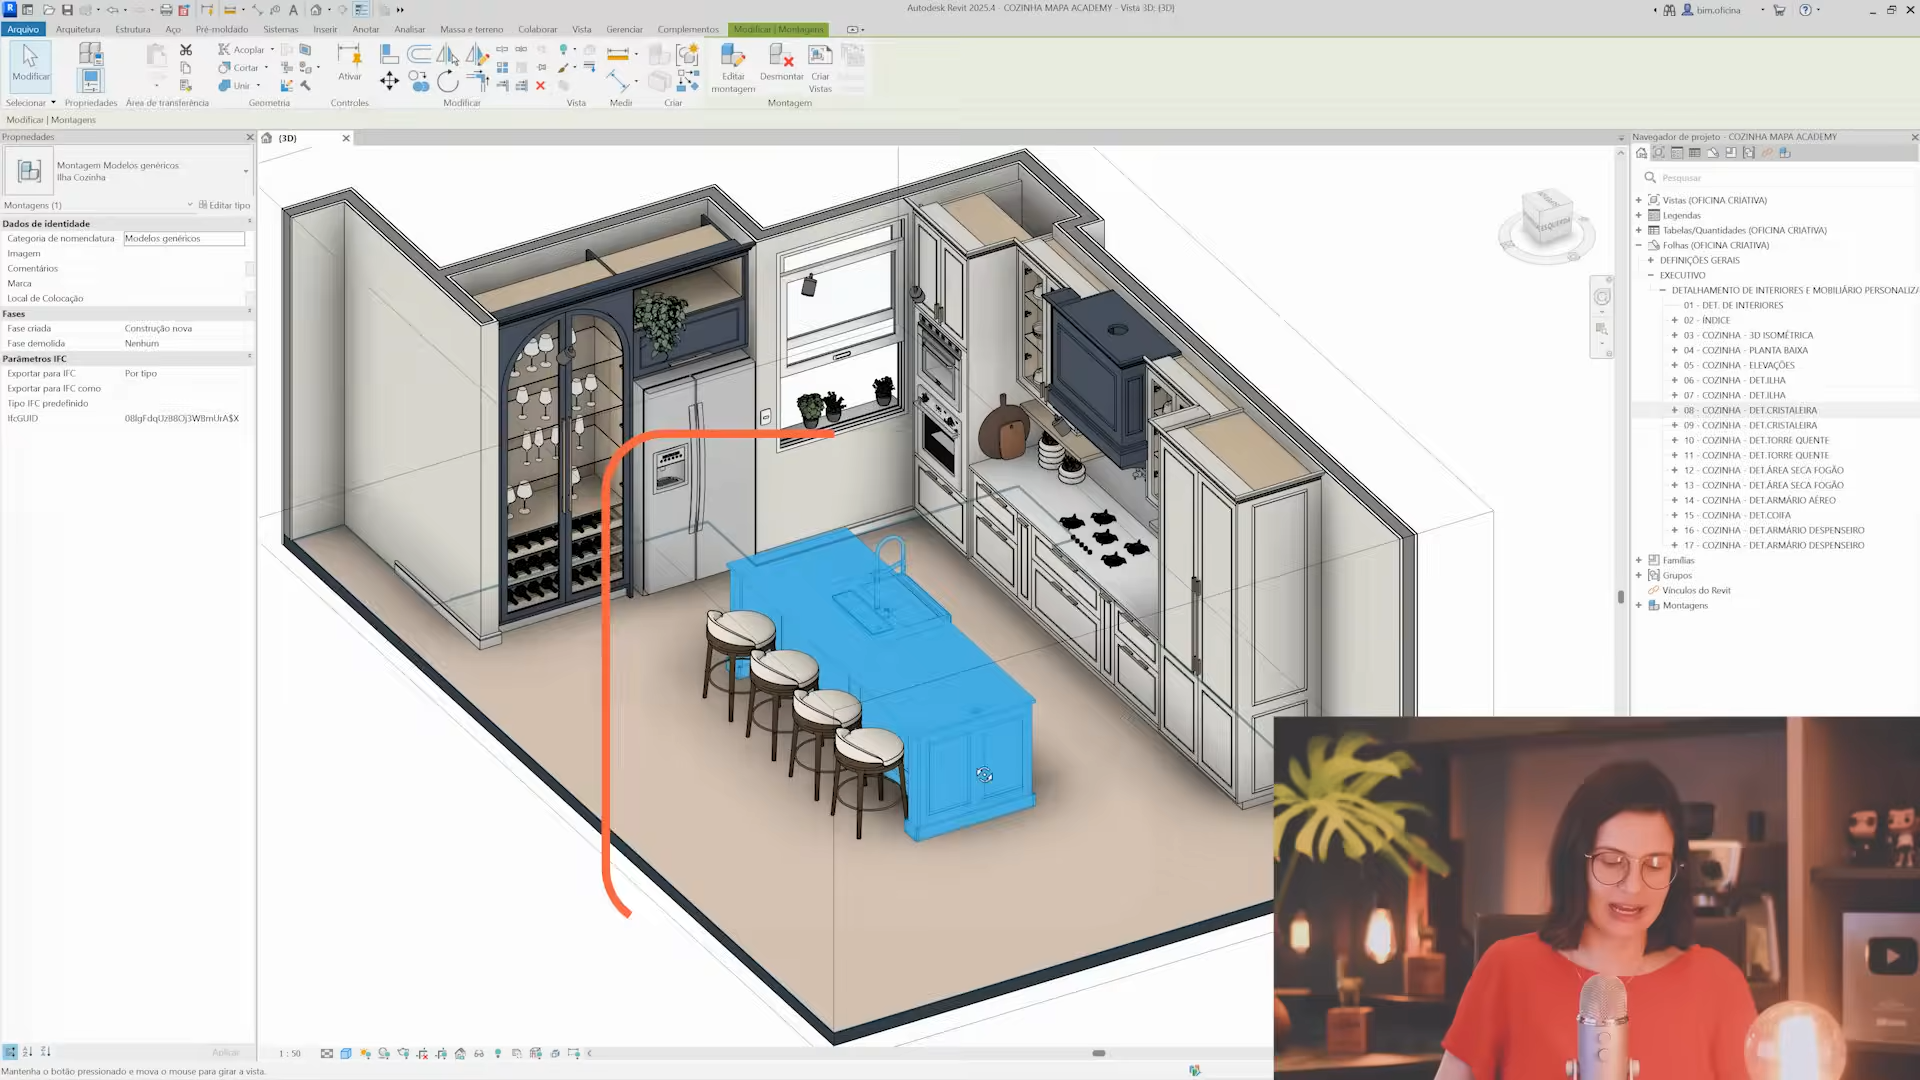 Autodesk Revit 2025.4 - COZINHA MAPA ACADEMY - Vista 3D: {3D}
bim.oficina
Arquivo Arquitetura Estrutura Aço Pré-moldado Sistemas Inserir Anotar Analisar Massa e terreno Colaborar Vista Gerenciar Complementos Modificar | Montagens
Modificar
Acoplar
Cortar
Unir
Ativar
Editar montagem
Desmontar
Criar Vistas
Selecionar Propriedades Área de transferência Geometria Controles Modificar Vista Medir Criar Montagem
Modificar | Montagens
Propriedades
Montagem Modelos genéricos
Ilha Cozinha
Montagens (1)
Editar tipo
Dados de identidade
Categoria de nomenclatura Modelos genéricos
Imagem
Comentários
Marca
Local de Colocação
Fases
Fase criada Construção nova
Fase demolida Nenhum
Parâmetros IFC
Exportar para IFC Por tipo
Exportar para IFC como
Tipo IFC predefinido
IfcGUID
Aplicar
{3D}
ESQUERDA
Navegador de projeto - COZINHA MAPA ACADEMY
Pesquisar
Vistas (OFICINA CRIATIVA)
Legendas
Tabelas/Quantidades (OFICINA CRIATIVA)
Folhas (OFICINA CRIATIVA)
DEFINIÇÕES GERAIS
EXECUTIVO
DETALHAMENTO DE INTERIORES E MOBILIÁRIO
01 - DET. DE INTERIORES
02 - ÍNDICE
03 - COZINHA - 3D ISOMÉTRICA
04 - COZINHA - PLANTA BAIXA
05 - COZINHA - ELEVAÇÕES
06 - COZINHA - DET.ILHA
07 - COZINHA - DET.ILHA
08 - COZINHA - DET.CRISTALEIRA
09 - COZINHA - DET.CRISTALEIRA
10 - COZINHA - DET.TORRE QUENTE
11 - COZINHA - DET.TORRE QUENTE
12 - COZINHA - DET.ÁREA SECA FOGÃO
13 - COZINHA - DET.ÁREA SECA FOGÃO
14 - COZINHA - DET.ARMÁRIO AÉREO
15 - COZINHA - DET.COIFA
16 - COZINHA - DET.ARMÁRIO DESPENSEIRO
17 - COZINHA - DET.ARMÁRIO DESPENSEIRO
Famílias
Grupos
Vínculos do Revit
Montagens
1 : 50
Mantenha o botão pressionado e mova o mouse para girar a vista.